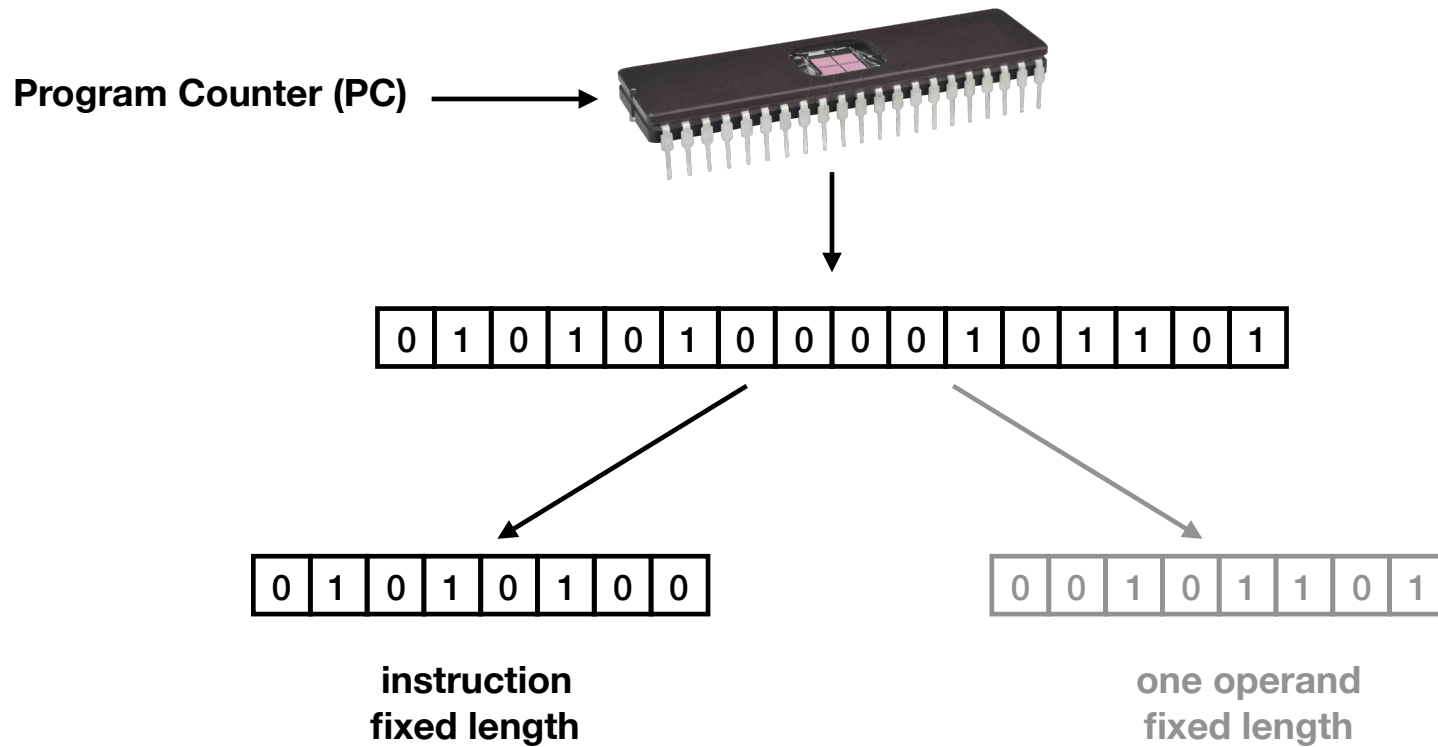 Program Counter (PC)
0 1 0 1 0 1 0 0 0 0 1 0 1 1 0 1
0 1 0 1 0 1 0 0
0 0 1 0 1 1 0 1
instruction
fixed length
one operand
fixed length